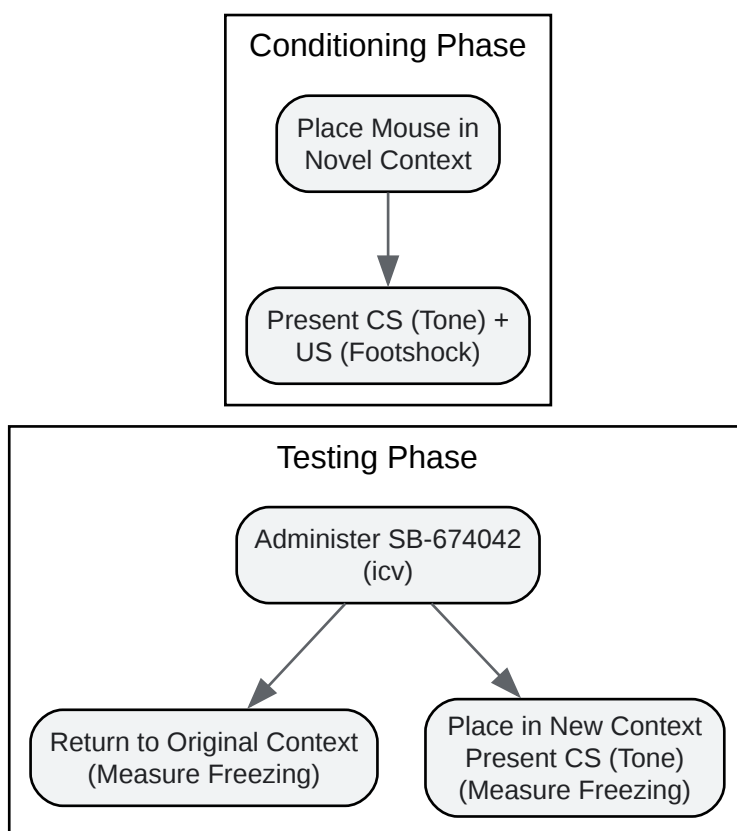 Conditioning Phase
Place Mouse in
Novel Context
Present CS (Tone) +
US (Footshock)
Testing Phase
Administer SB-674042
(icv)
Return to Original Context
(Measure Freezing)
Place in New Context
Present CS (Tone)
(Measure Freezing)